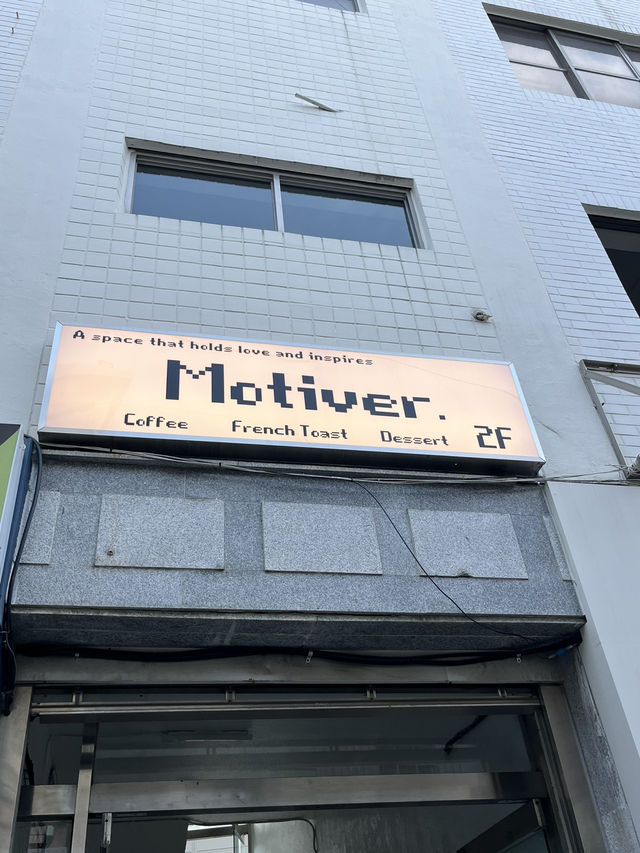 A space that holds love and inspires
Motiver.
Coffee French Toast Dessert 2F